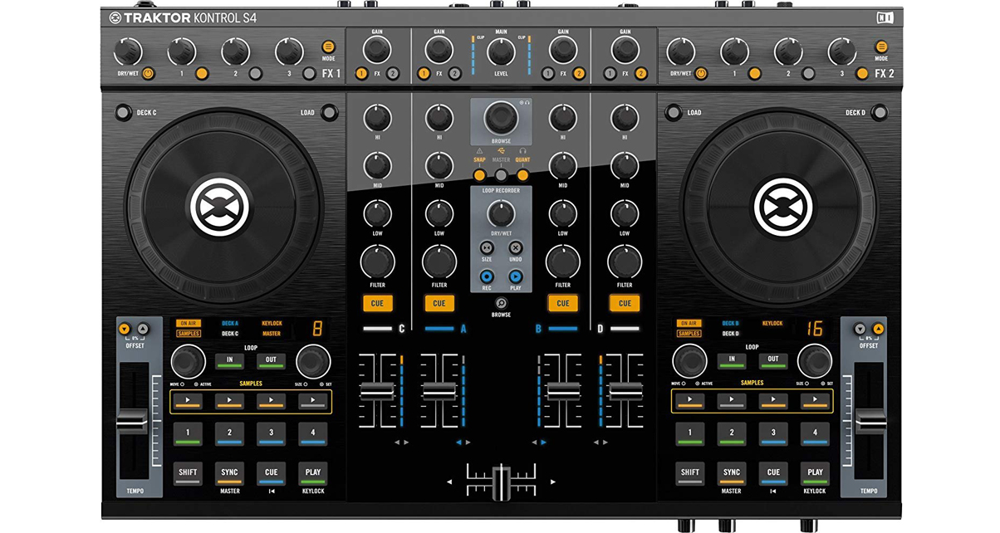 TRAKTOR KONTROL S4
NI
DRY/WET 1 2 3 MODE FX 1
GAIN GAIN MAIN GAIN GAIN
CLIP CLIP
1 FX 2 1 FX 2 LEVEL 1 FX 2 1 FX 2
DRY/WET 1 2 3 MODE FX 2
DECK C LOAD
LOAD DECK D
HI HI BROWSE HI HI
SNAP MASTER QUANT
MID MID MID MID
LOOP RECORDER
LOW LOW DRY/WET LOW LOW
SIZE UNDO
REC PLAY
FILTER FILTER FILTER FILTER
CUE CUE BROWSE CUE CUE
C A B D
OFFSET
ON AIR DECK A KEYLOCK 8
SAMPLES DECK C MASTER
LOOP
IN OUT
MOVE ACTIVE SIZE SET
SAMPLES
1 2 3 4
SHIFT SYNC CUE PLAY
MASTER KEYLOCK
TEMPO
ON AIR DECK B KEYLOCK 16
SAMPLES DECK D
OFFSET
LOOP
IN OUT
MOVE ACTIVE SIZE SET
SAMPLES
1 2 3 4
SHIFT SYNC CUE PLAY
MASTER KEYLOCK
TEMPO